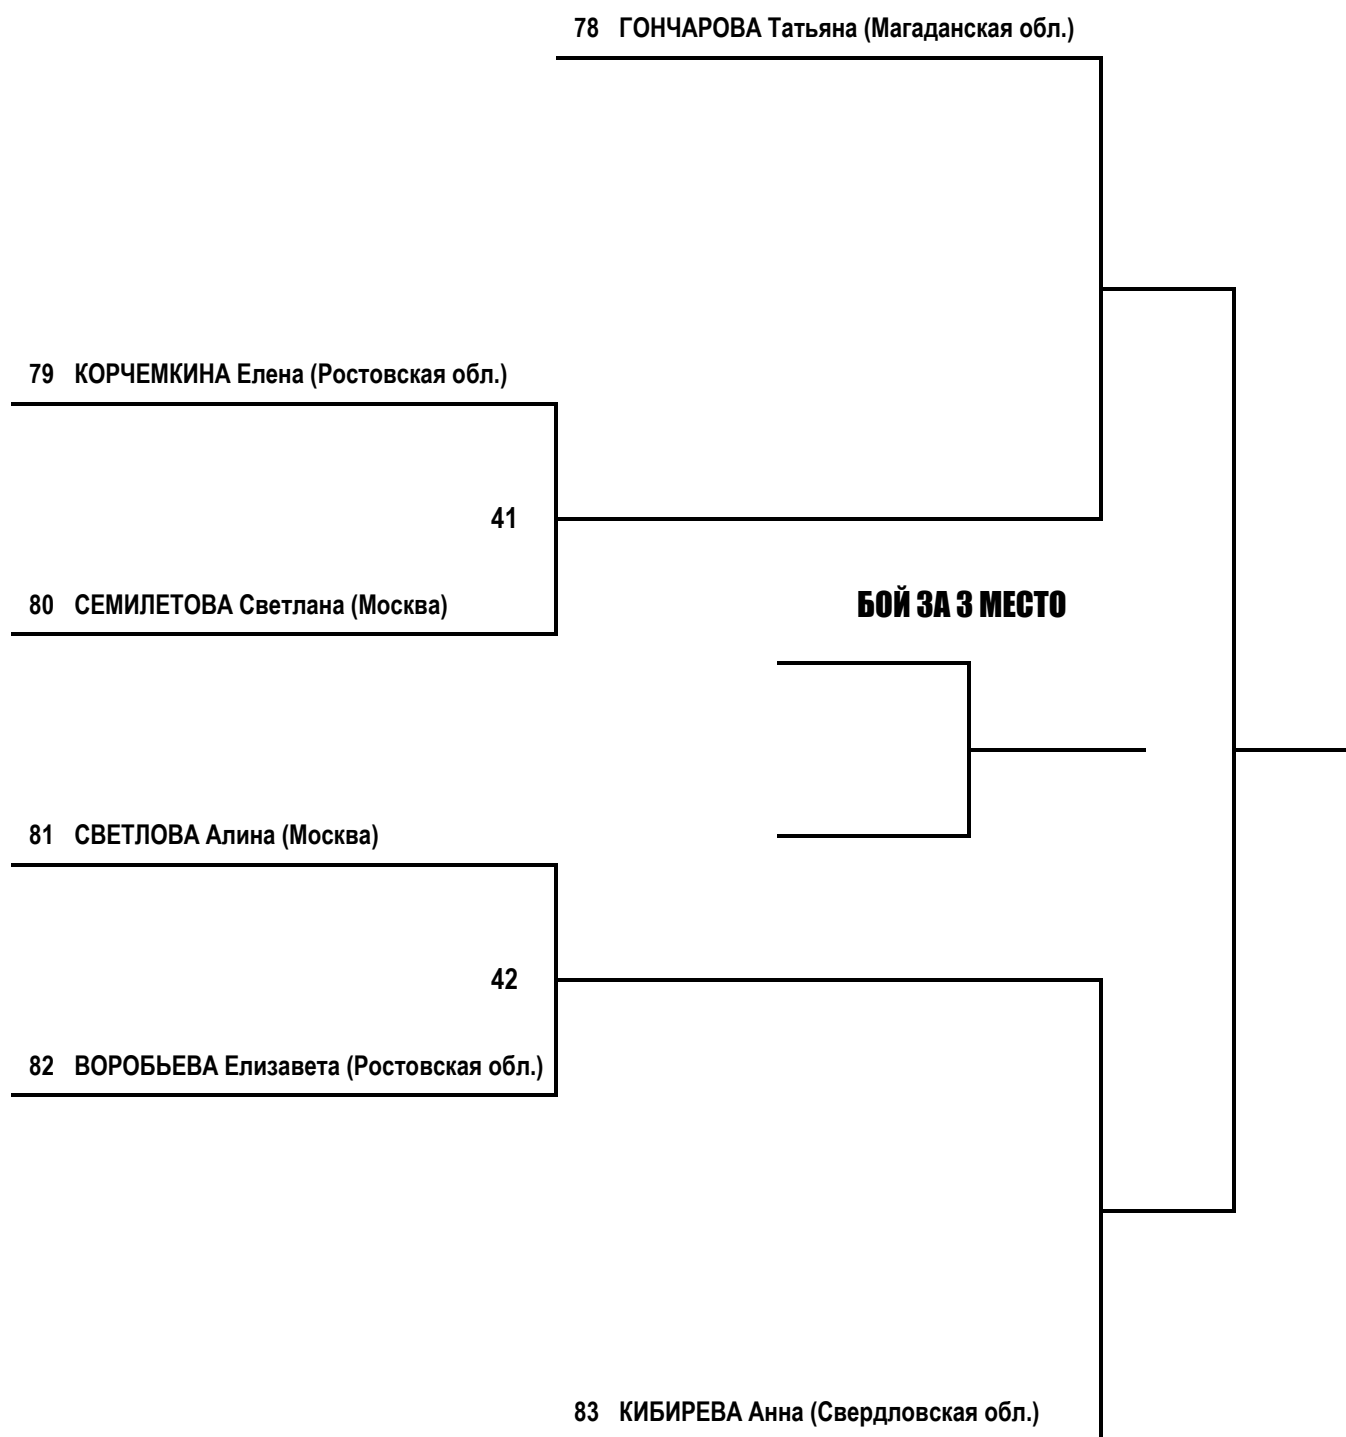 78 ГОНЧАРОВА Татьяна (Магаданская обл.)
79 КОРЧЕМКИНА Елена (Ростовская обл.)
41
80 СЕМИЛЕТОВА Светлана (Москва)
БОЙ ЗА 3 МЕСТО
81 СВЕТЛОВА Алина (Москва)
42
82 ВОРОБЬЕВА Елизавета (Ростовская обл.)
83 КИБИРЕВА Анна (Свердловская обл.)